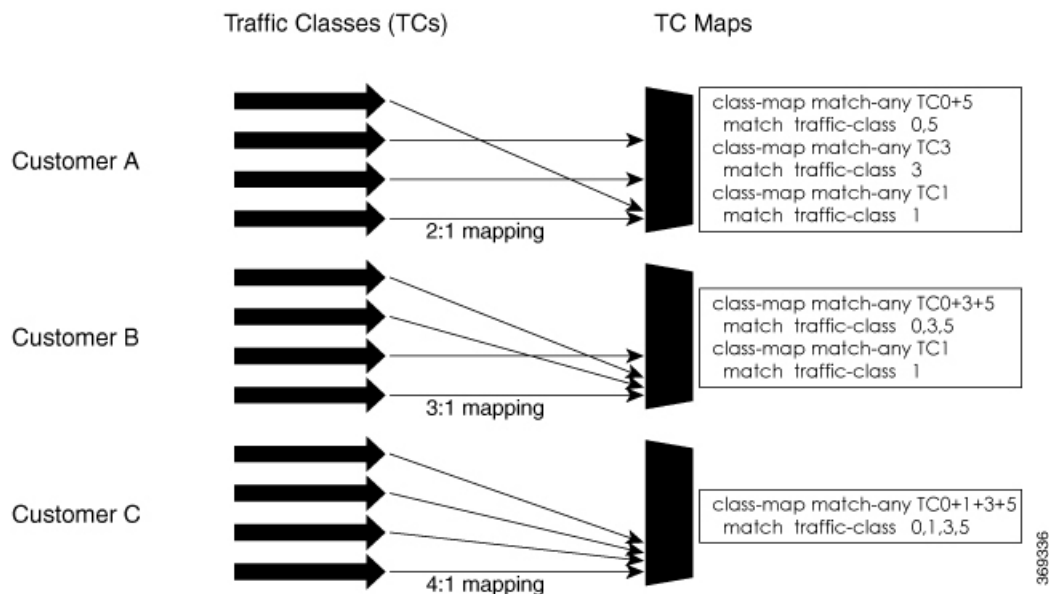 Traffic Classes (TCs)
TC Maps
Customer A
2:1 mapping
class-map match-any TC0+5
match traffic-class 0,5
class-map match-any TC3
match traffic-class 3
class-map match-any TC1
match traffic-class 1
Customer B
3:1 mapping
class-map match-any TC0+3+5
match traffic-class 0,3,5
class-map match-any TC1
match traffic-class 1
Customer C
4:1 mapping
class-map match-any TC0+1+3+5
match traffic-class 0,1,3,5
369336